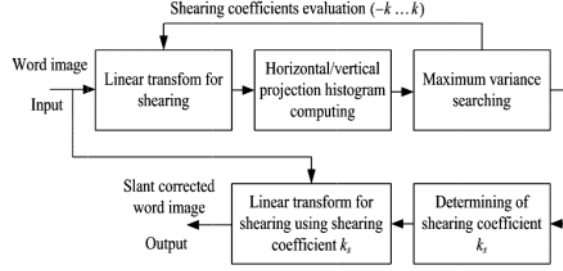 Shearing coefficients evaluation (−k ... k)
Word image
Input
Linear transfom for
shearing
Horizontal/vertical
projection histogram
computing
Maximum variance
searching
Slant corrected
word image
Output
Linear transform for
shearing using shearing
coefficient kₛ
Determining of
shearing coefficient
kₛ